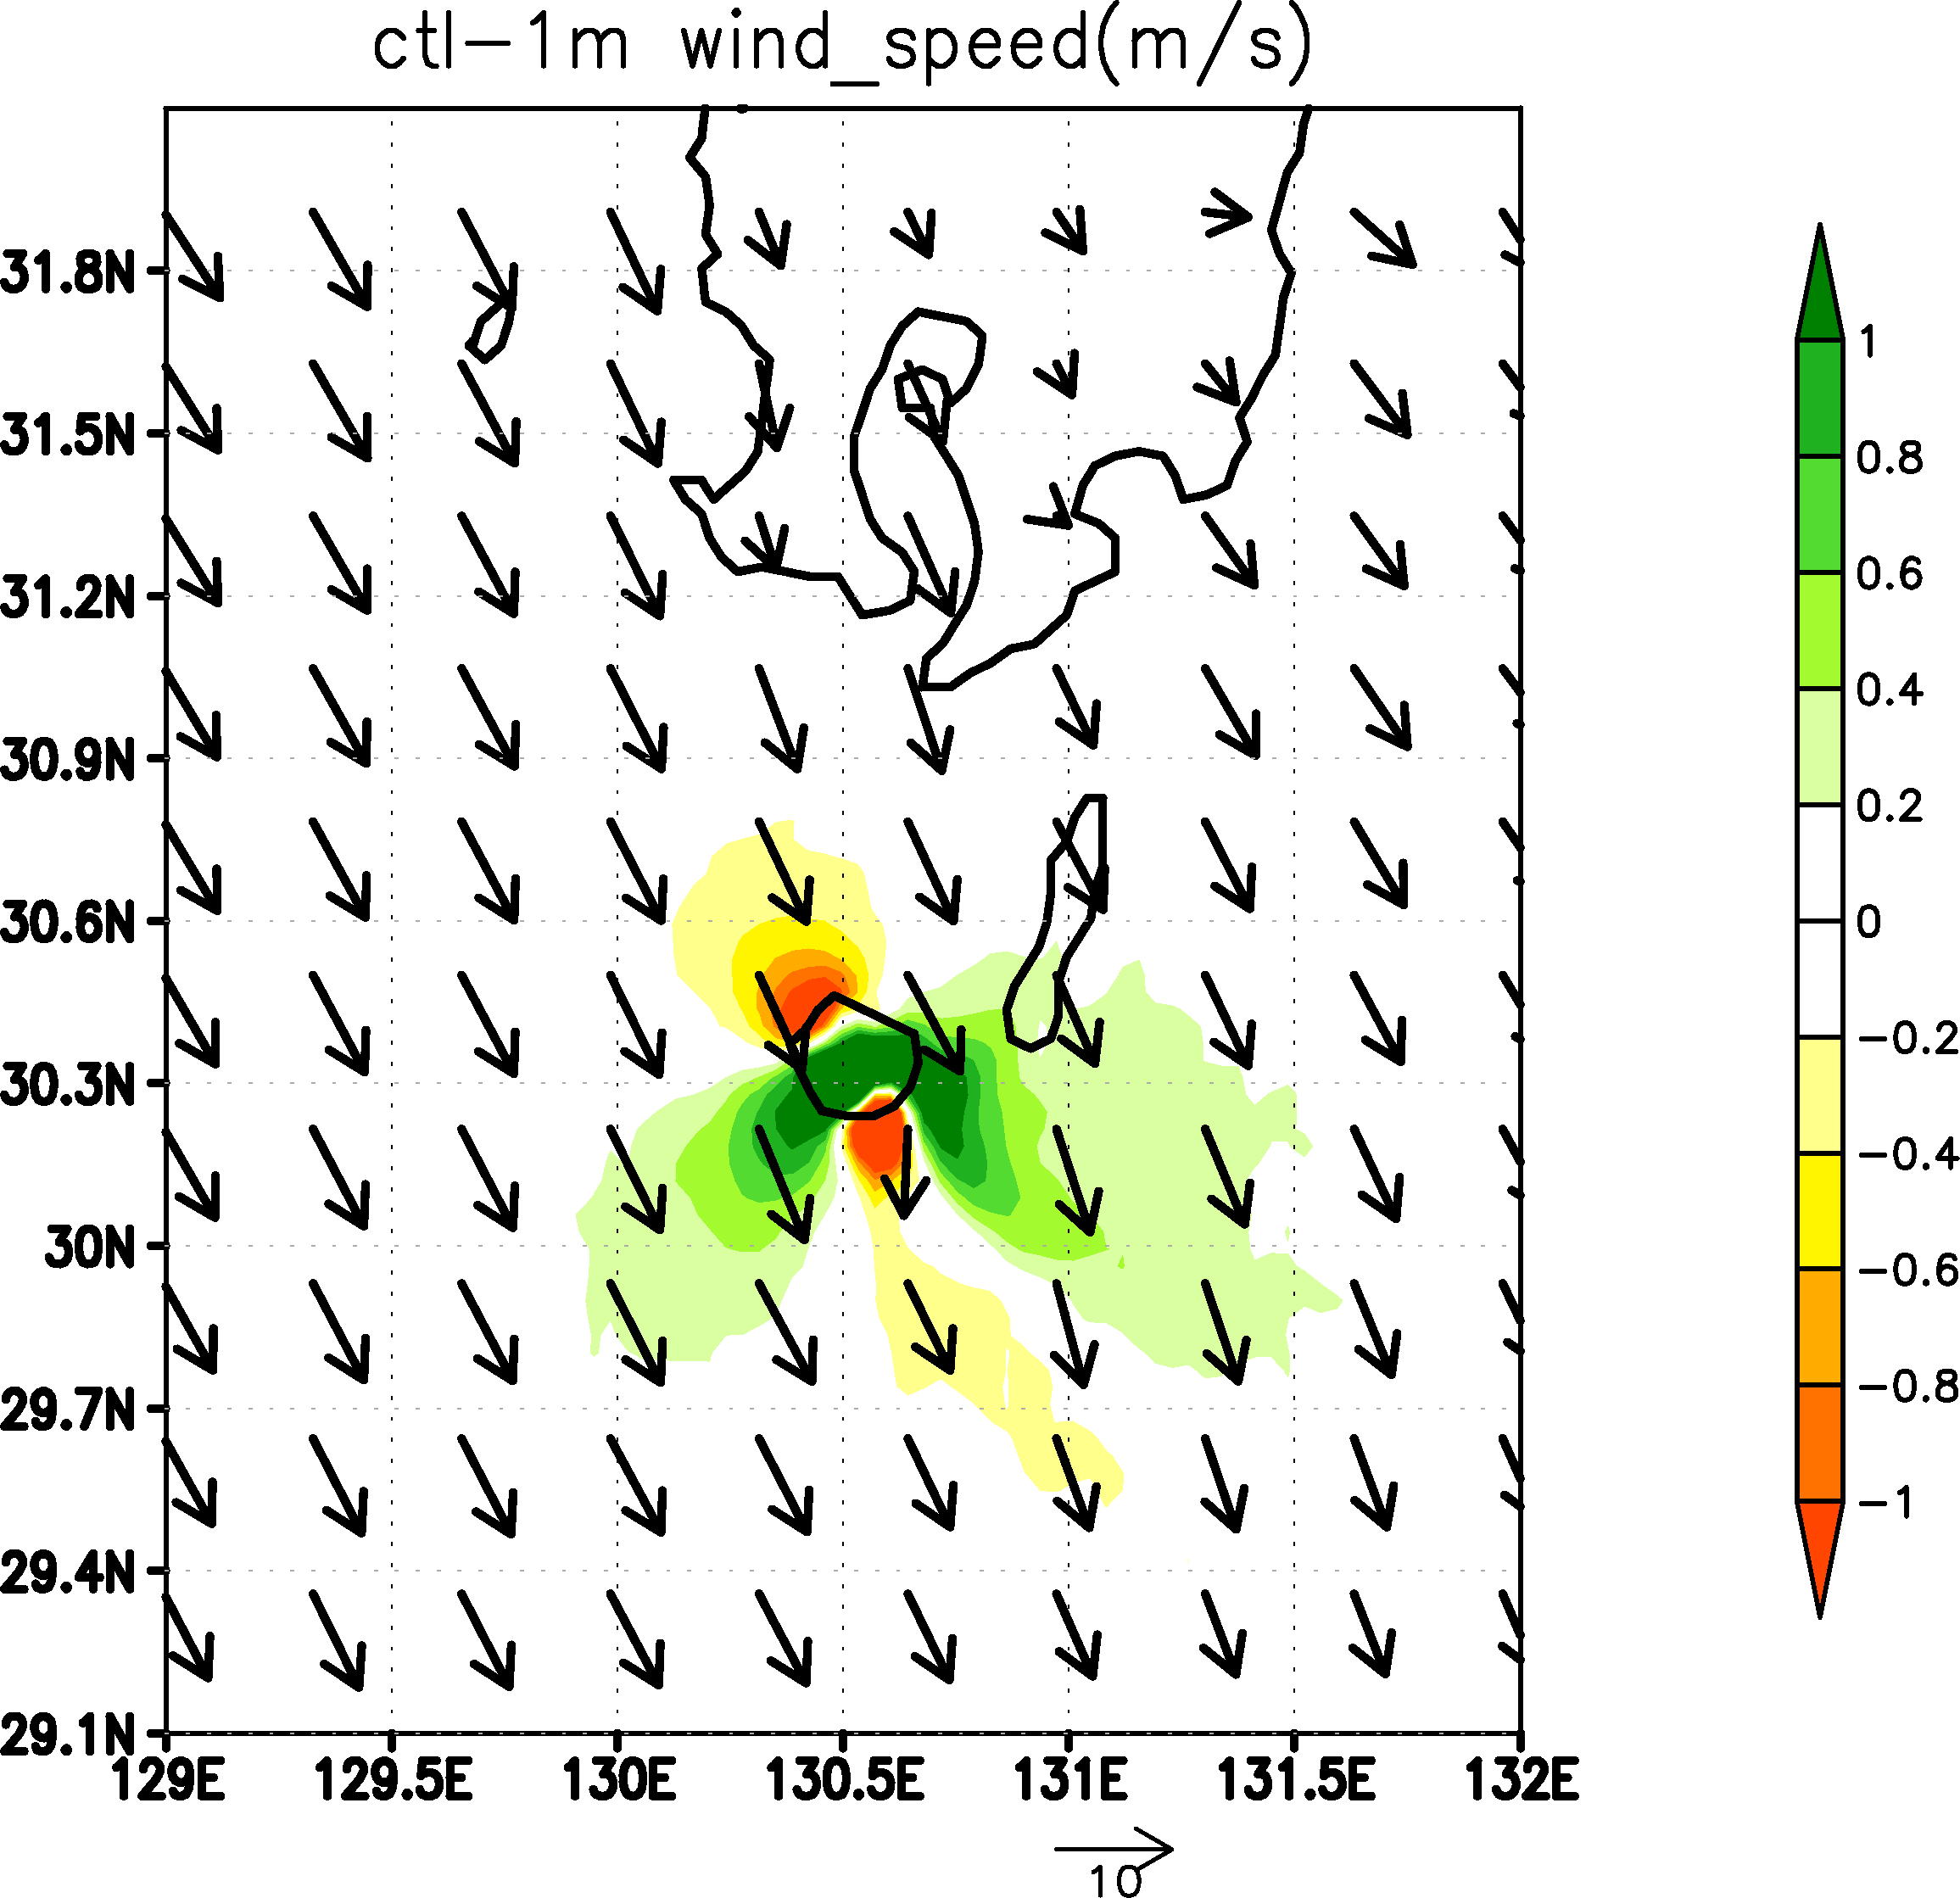 ctl−1m wind_speed(m/s)
31.8N
31.5N
31.2N
30.9N
30.6N
30.3N
30N
29.7N
29.4N
29.1N
129E 129.5E 130E 130.5E 131E 131.5E 132E
10
1
0.8
0.6
0.4
0.2
0
−0.2
−0.4
−0.6
−0.8
−1